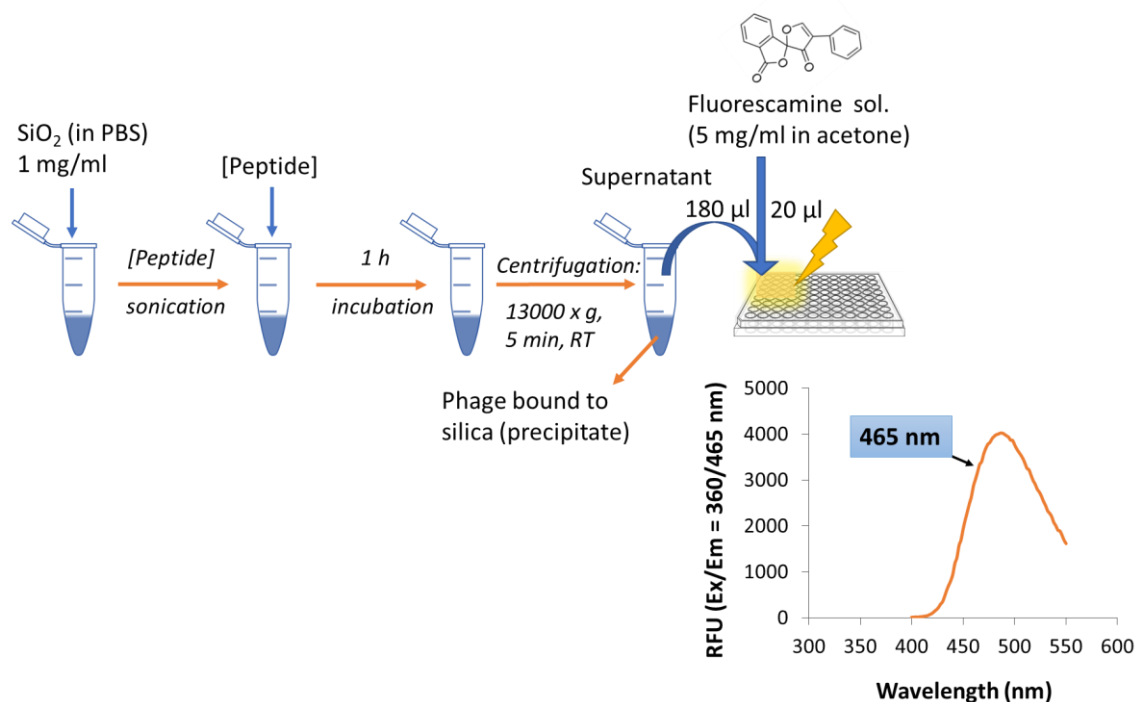 SiO2 (in PBS)
1 mg/ml
[Peptide]
[Peptide]
sonication
1 h
incubation
Centrifugation:
13000 x g,
5 min, RT
Supernatant
180 µl
20 µl
Fluorescamine sol.
(5 mg/ml in acetone)
O
O
O
O
Phage bound to
silica (precipitate)
465 nm
RFU (Ex/Em = 360/465 nm)
5000
4000
3000
2000
1000
0
300 350 400 450 500 550 600
Wavelength (nm)